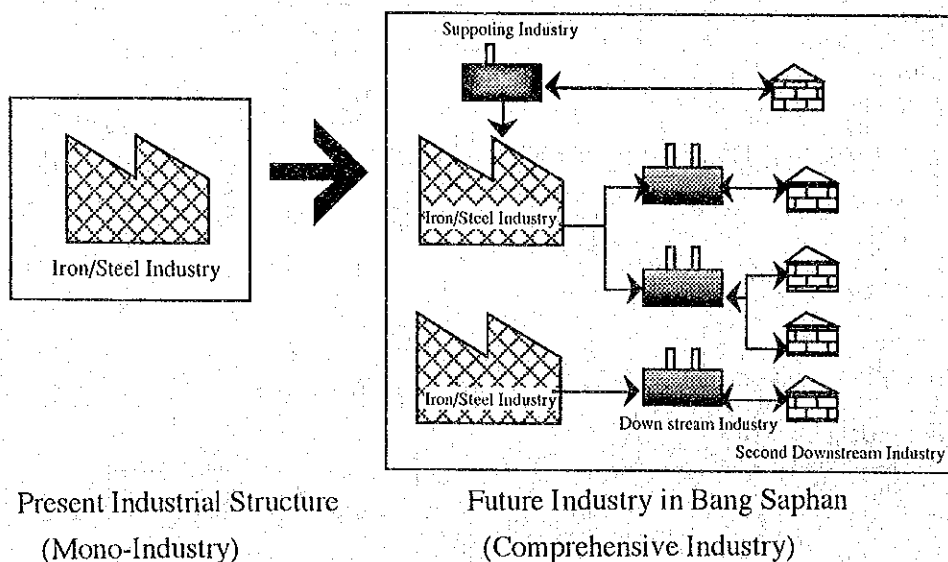 Suppoting Industry
Iron/Steel Industry
Iron/Steel Industry
Iron/Steel Industry
Down stream Industry
Second Downstream Industry
Present Industrial Structure
(Mono-Industry)
Future Industry in Bang Saphan
(Comprehensive Industry)